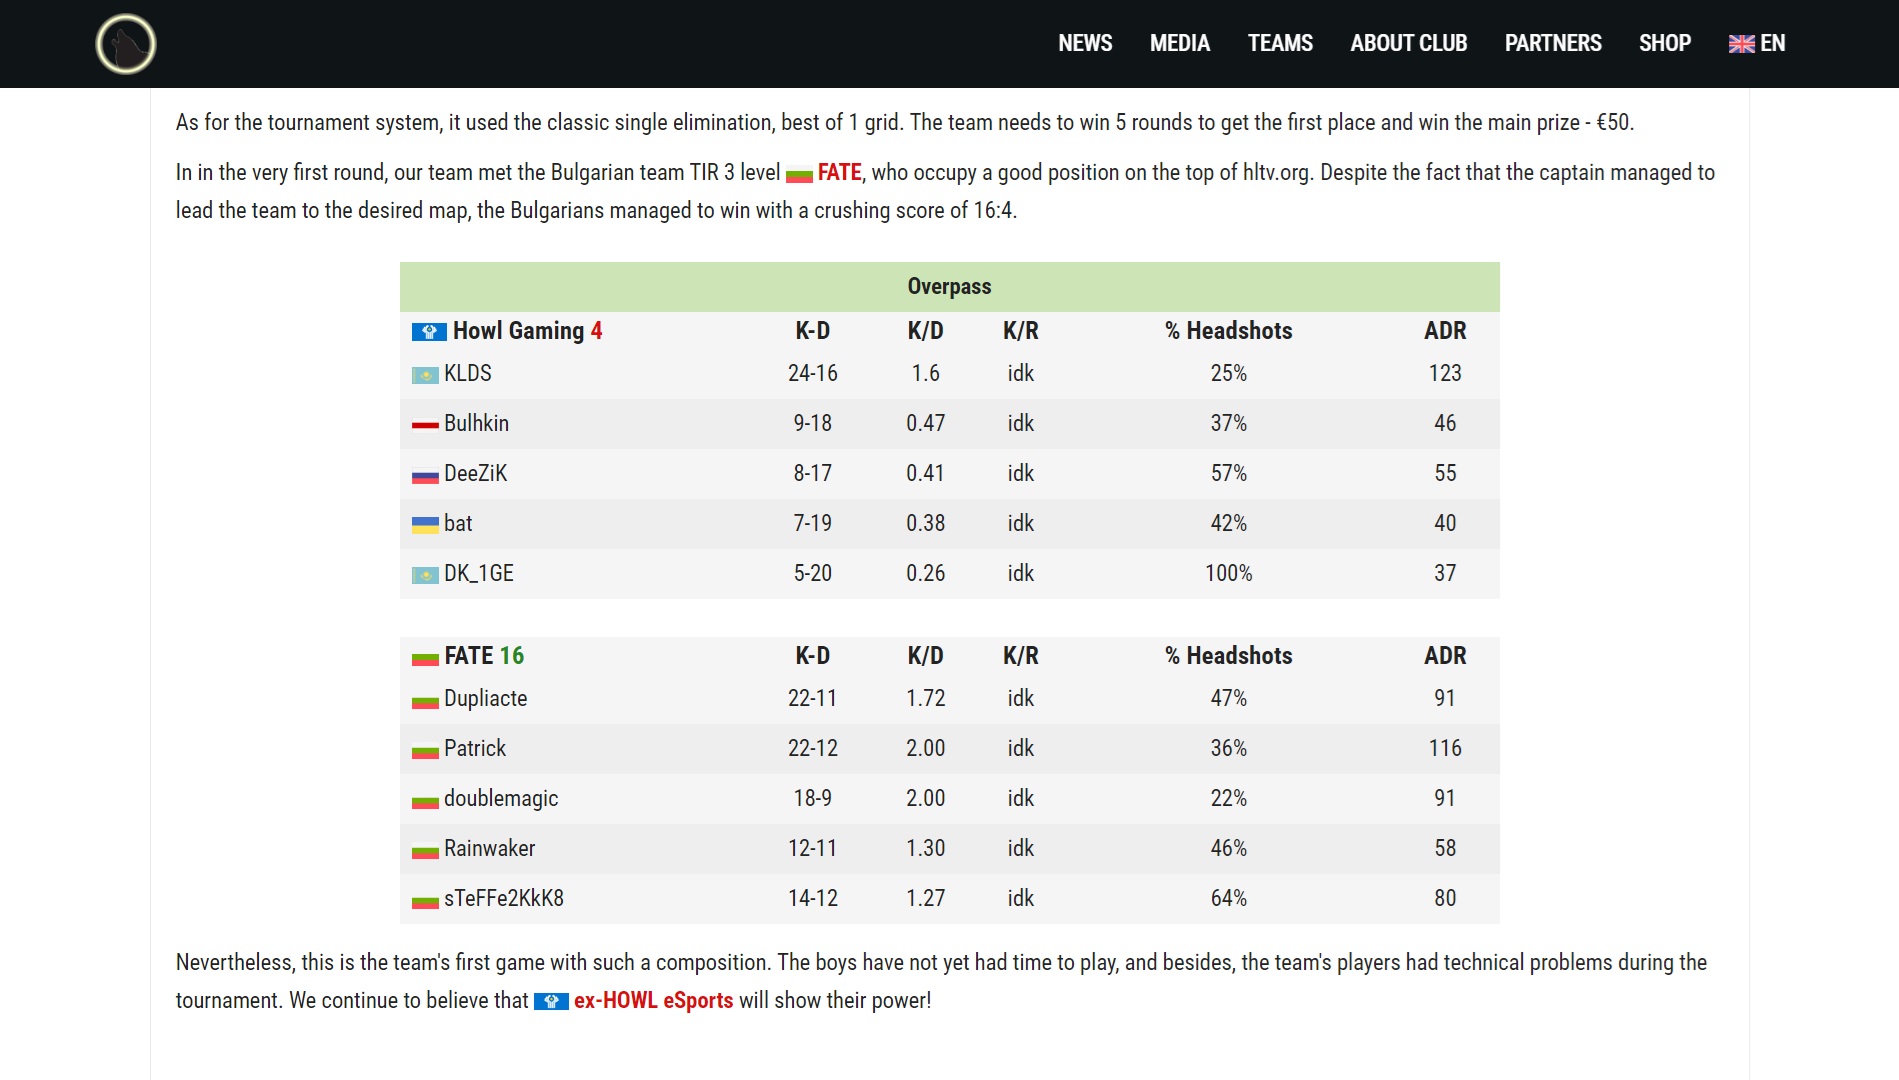 NEWS MEDIA TEAMS ABOUT CLUB PARTNERS SHOP EN
As for the tournament system, it used the classic single elimination, best of 1 grid. The team needs to win 5 rounds to get the first place and win the main prize - €50.
In in the very first round, our team met the Bulgarian team TIR 3 level FATE, who occupy a good position on the top of hltv.org. Despite the fact that the captain managed to
lead the team to the desired map, the Bulgarians managed to win with a crushing score of 16:4.
Overpass
Howl Gaming 4 K-D K/D K/R % Headshots ADR
KLDS 24-16 1.6 idk 25% 123
Bulhkin 9-18 0.47 idk 37% 46
DeeZiK 8-17 0.41 idk 57% 55
bat 7-19 0.38 idk 42% 40
DK_1GE 5-20 0.26 idk 100% 37
FATE 16 K-D K/D K/R % Headshots ADR
Dupliacte 22-11 1.72 idk 47% 91
Patrick 22-12 2.00 idk 36% 116
doublemagic 18-9 2.00 idk 22% 91
Rainwaker 12-11 1.30 idk 46% 58
sTeFFe2KkK8 14-12 1.27 idk 64% 80
Nevertheless, this is the team's first game with such a composition. The boys have not yet had time to play, and besides, the team's players had technical problems during the
tournament. We continue to believe that ex-HOWL eSports will show their power!